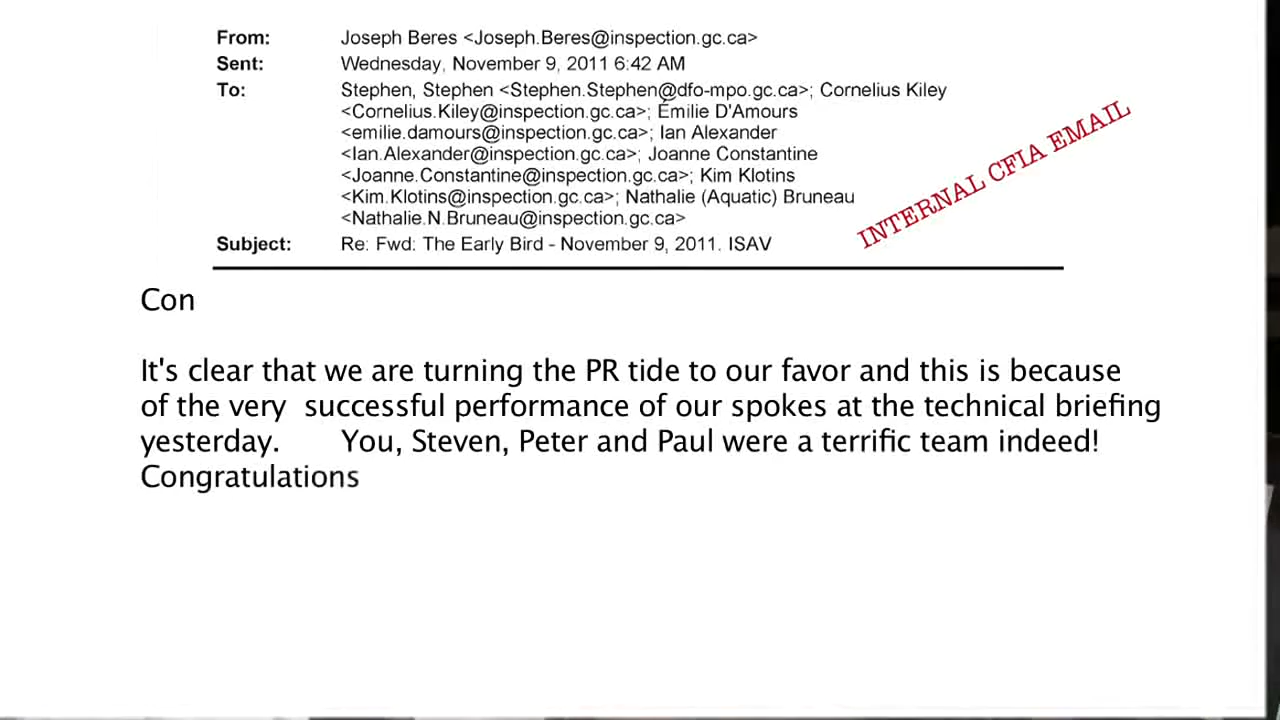 From: Joseph Beres <Joseph.Beres@inspection.gc.ca>
Sent: Wednesday, November 9, 2011 6:42 AM
To: Stephen, Stephen <Stephen.Stephen@dfo-mpo.gc.ca>; Cornelius Kiley
<Cornelius.Kiley@inspection.gc.ca>; Émilie D'Amours
<emilie.damours@inspection.gc.ca>; Ian Alexander
<Ian.Alexander@inspection.gc.ca>; Joanne Constantine
<Joanne.Constantine@inspection.gc.ca>; Kim Klotins
<Kim.Klotins@inspection.gc.ca>; Nathalie (Aquatic) Bruneau
<Nathalie.N.Bruneau@inspection.gc.ca>
Subject: Re: Fwd: The Early Bird - November 9, 2011. ISAV
INTERNAL CFIA EMAIL
Con
It's clear that we are turning the PR tide to our favor and this is because
of the very successful performance of our spokes at the technical briefing
yesterday. You, Steven, Peter and Paul were a terrific team indeed!
Congratulations